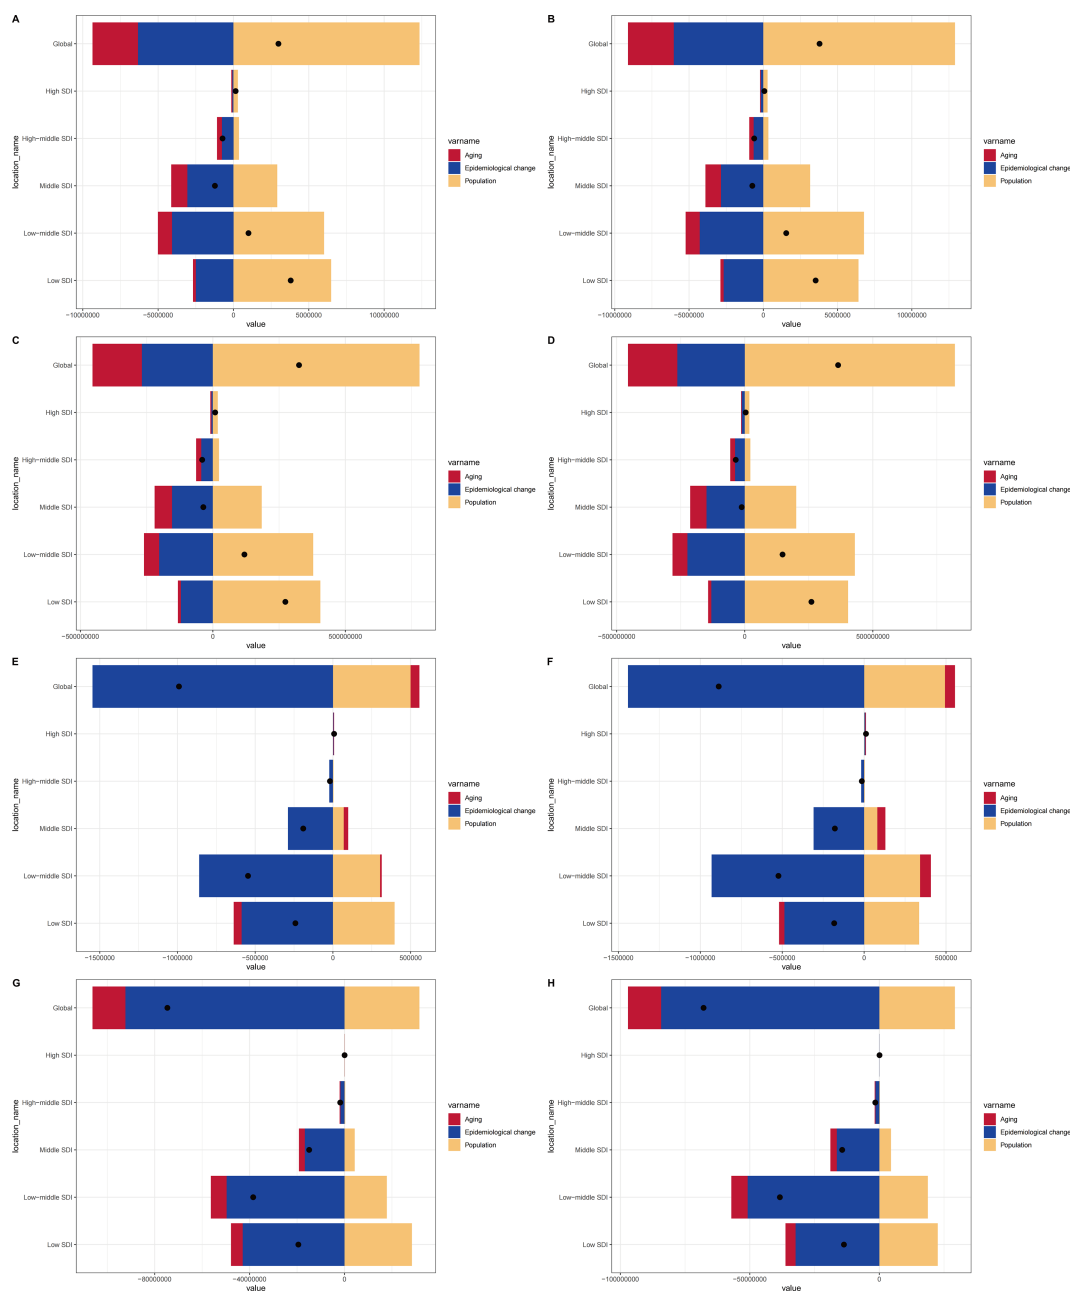 A
location_name
Global
High SDI
High-middle SDI
Middle SDI
Low-middle SDI
Low SDI
-10000000 -5000000 0 5000000 10000000
value
varname
Aging
Epidemiological change
Population
B
location_name
Global
High SDI
High-middle SDI
Middle SDI
Low-middle SDI
Low SDI
-10000000 -5000000 0 5000000 10000000
value
varname
Aging
Epidemiological change
Population
C
location_name
Global
High SDI
High-middle SDI
Middle SDI
Low-middle SDI
Low SDI
-50000000 0 50000000
value
varname
Aging
Epidemiological change
Population
D
location_name
Global
High SDI
High-middle SDI
Middle SDI
Low-middle SDI
Low SDI
-50000000 0 50000000
value
varname
Aging
Epidemiological change
Population
E
location_name
Global
High SDI
High-middle SDI
Middle SDI
Low-middle SDI
Low SDI
-1500000 -1000000 -500000 0 500000
value
varname
Aging
Epidemiological change
Population
F
location_name
Global
High SDI
High-middle SDI
Middle SDI
Low-middle SDI
Low SDI
-1500000 -1000000 -500000 0 500000
value
varname
Aging
Epidemiological change
Population
G
location_name
Global
High SDI
High-middle SDI
Middle SDI
Low-middle SDI
Low SDI
-80000000 -40000000 0
value
varname
Aging
Epidemiological change
Population
H
location_name
Global
High SDI
High-middle SDI
Middle SDI
Low-middle SDI
Low SDI
-100000000 -50000000 0
value
varname
Aging
Epidemiological change
Population